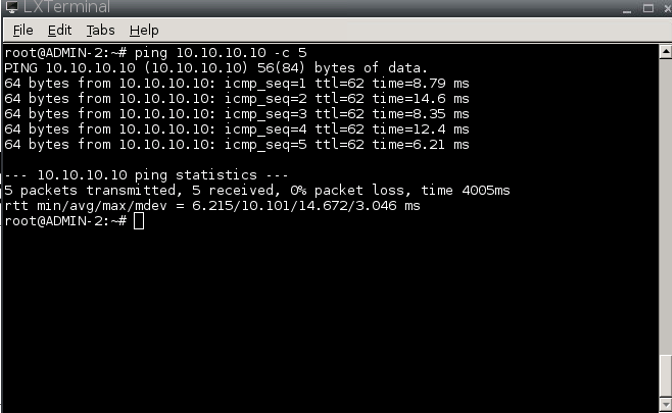 LXTerminal
File Edit Tabs Help
root@ADMIN-2:~# ping 10.10.10.10 -c 5
PING 10.10.10.10 (10.10.10.10) 56(84) bytes of data.
64 bytes from 10.10.10.10: icmp_seq=1 ttl=62 time=8.79 ms
64 bytes from 10.10.10.10: icmp_seq=2 ttl=62 time=14.6 ms
64 bytes from 10.10.10.10: icmp_seq=3 ttl=62 time=8.35 ms
64 bytes from 10.10.10.10: icmp_seq=4 ttl=62 time=12.4 ms
64 bytes from 10.10.10.10: icmp_seq=5 ttl=62 time=6.21 ms
--- 10.10.10.10 ping statistics ---
5 packets transmitted, 5 received, 0% packet loss, time 4005ms
rtt min/avg/max/mdev = 6.215/10.101/14.672/3.046 ms
root@ADMIN-2:~#